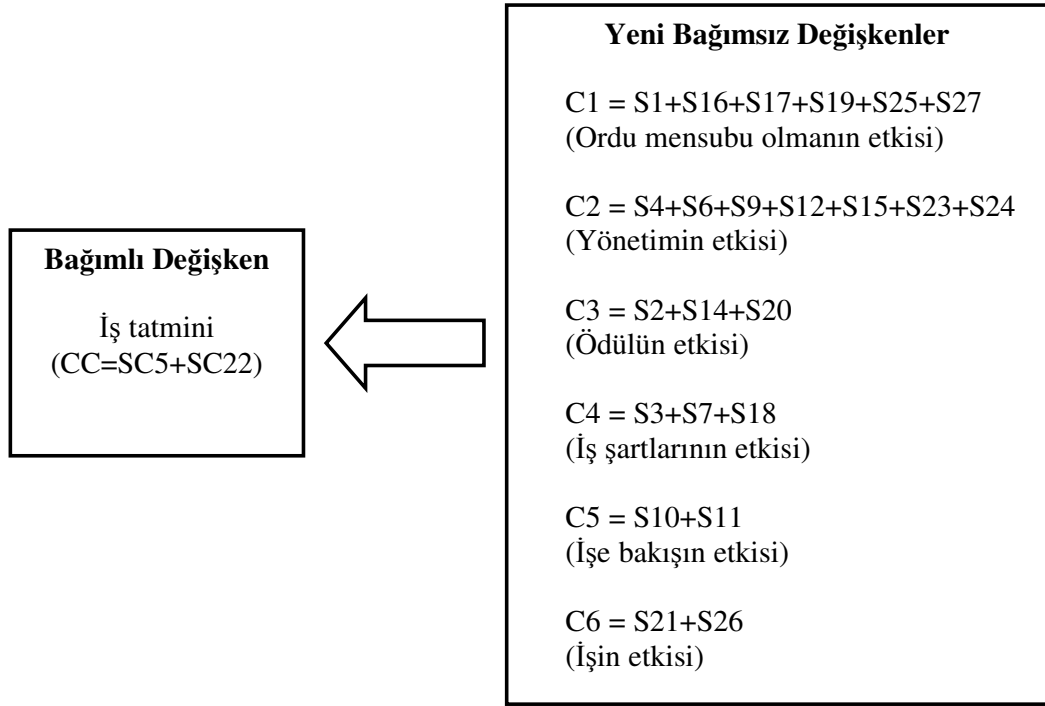 Bağımlı Değişken
İş tatmini
(CC=SC5+SC22)
Yeni Bağımsız Değişkenler
C1 = S1+S16+S17+S19+S25+S27
(Ordu mensubu olmanın etkisi)
C2 = S4+S6+S9+S12+S15+S23+S24
(Yönetimin etkisi)
C3 = S2+S14+S20
(Ödülün etkisi)
C4 = S3+S7+S18
(İş şartlarının etkisi)
C5 = S10+S11
(İşe bakışın etkisi)
C6 = S21+S26
(İşin etkisi)